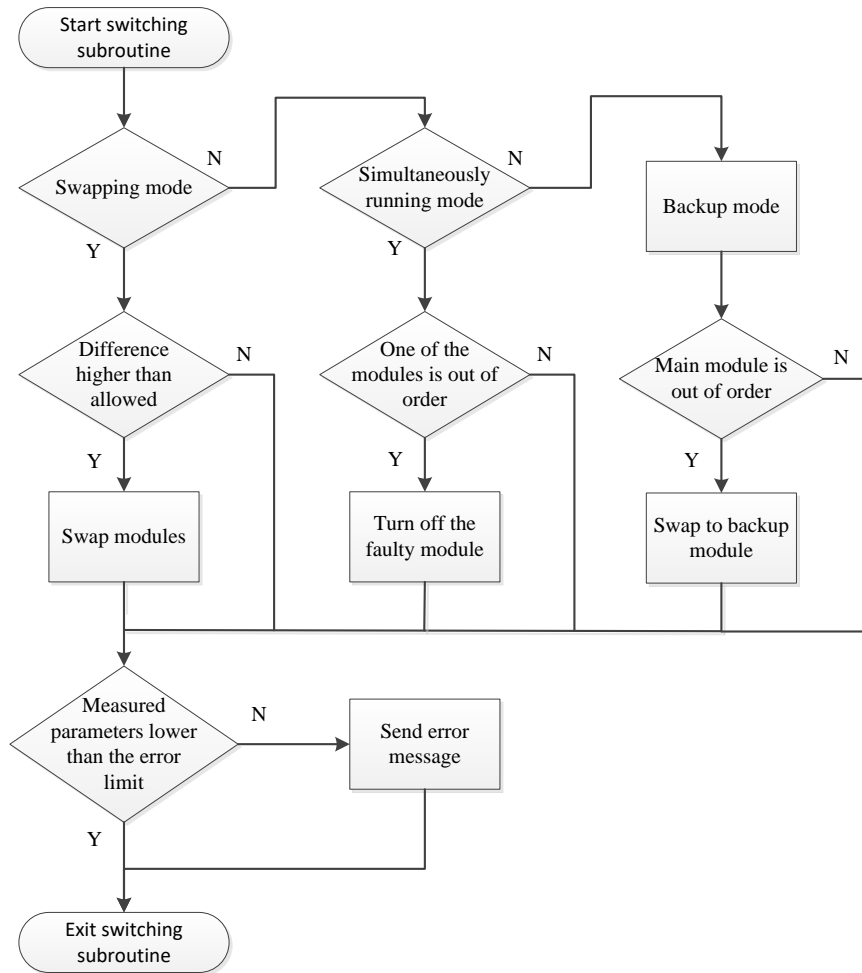 Start switching
subroutine
N
N
Swapping mode
Simultaneously
running mode
Backup mode
Y
Y
Difference
higher than
allowed
N
One of the
modules is out of
order
N
Main module is
out of order
N
Y
Y
Y
Swap modules
Turn off the
faulty module
Swap to backup
module
Measured
parameters lower
than the error
limit
N
Send error
message
Y
Exit switching
subroutine